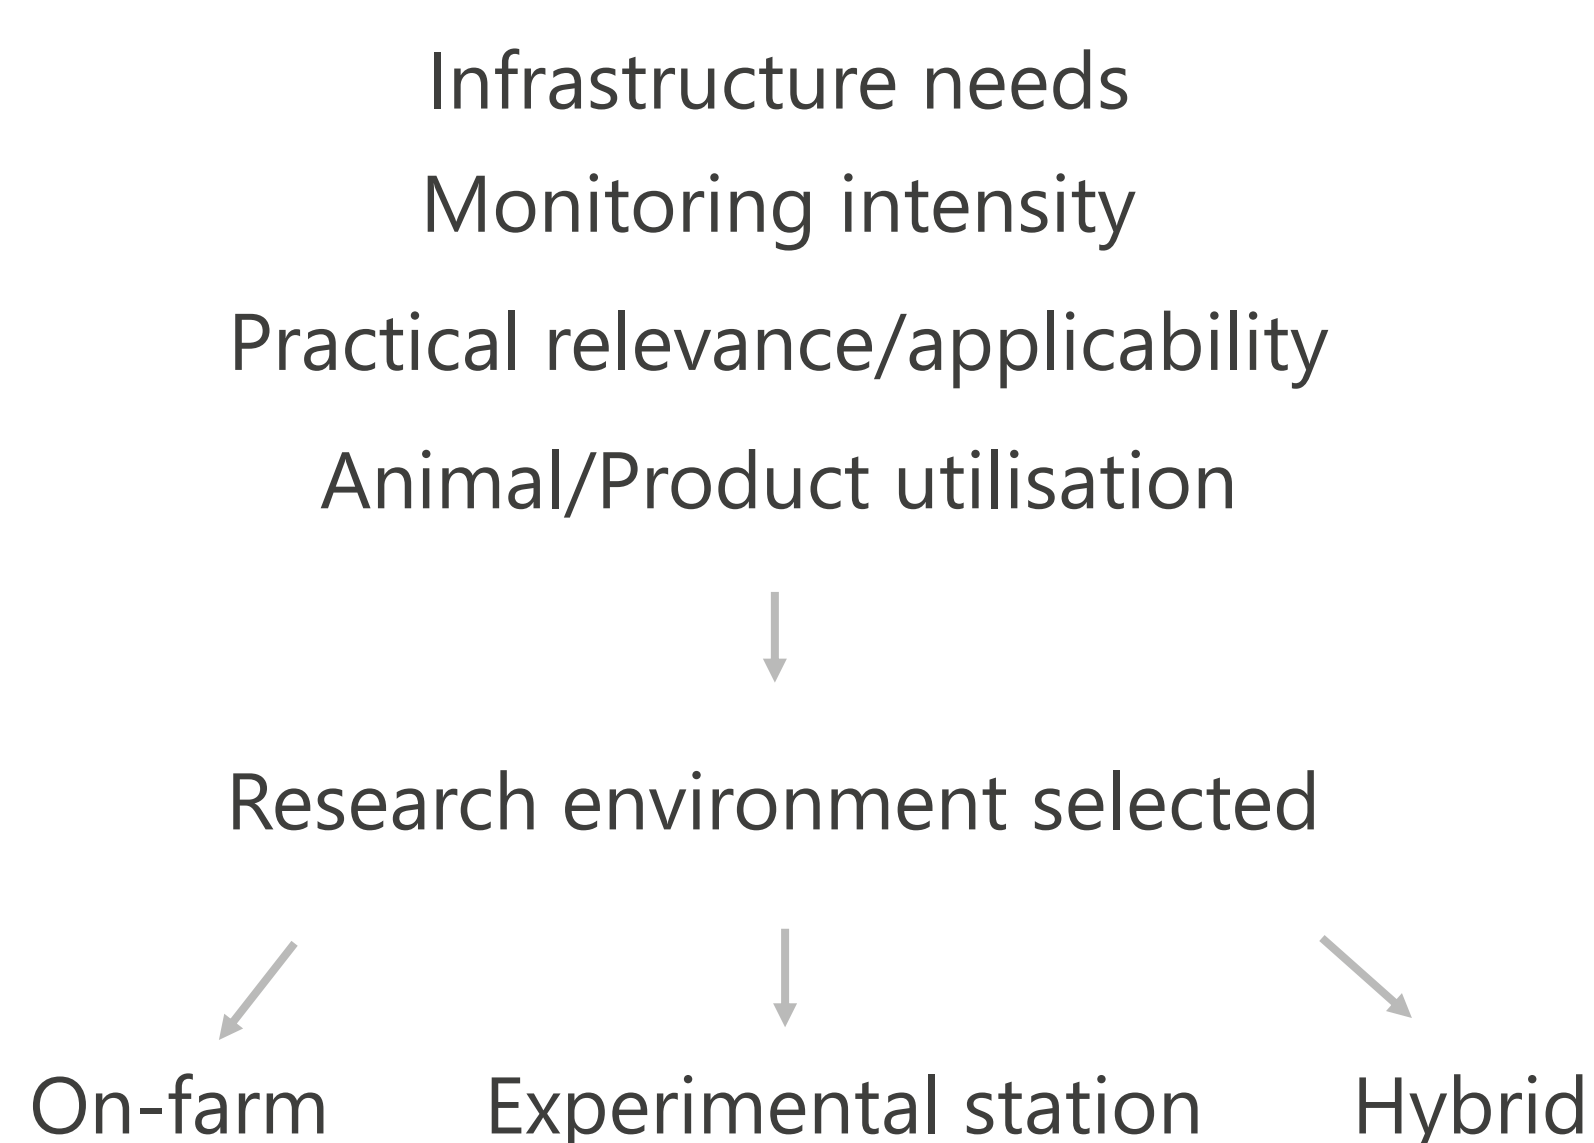 Infrastructure needs
Monitoring intensity
Practical relevance/applicability
Animal/Product utilisation
Research environment selected
On-farm Experimental station Hybrid